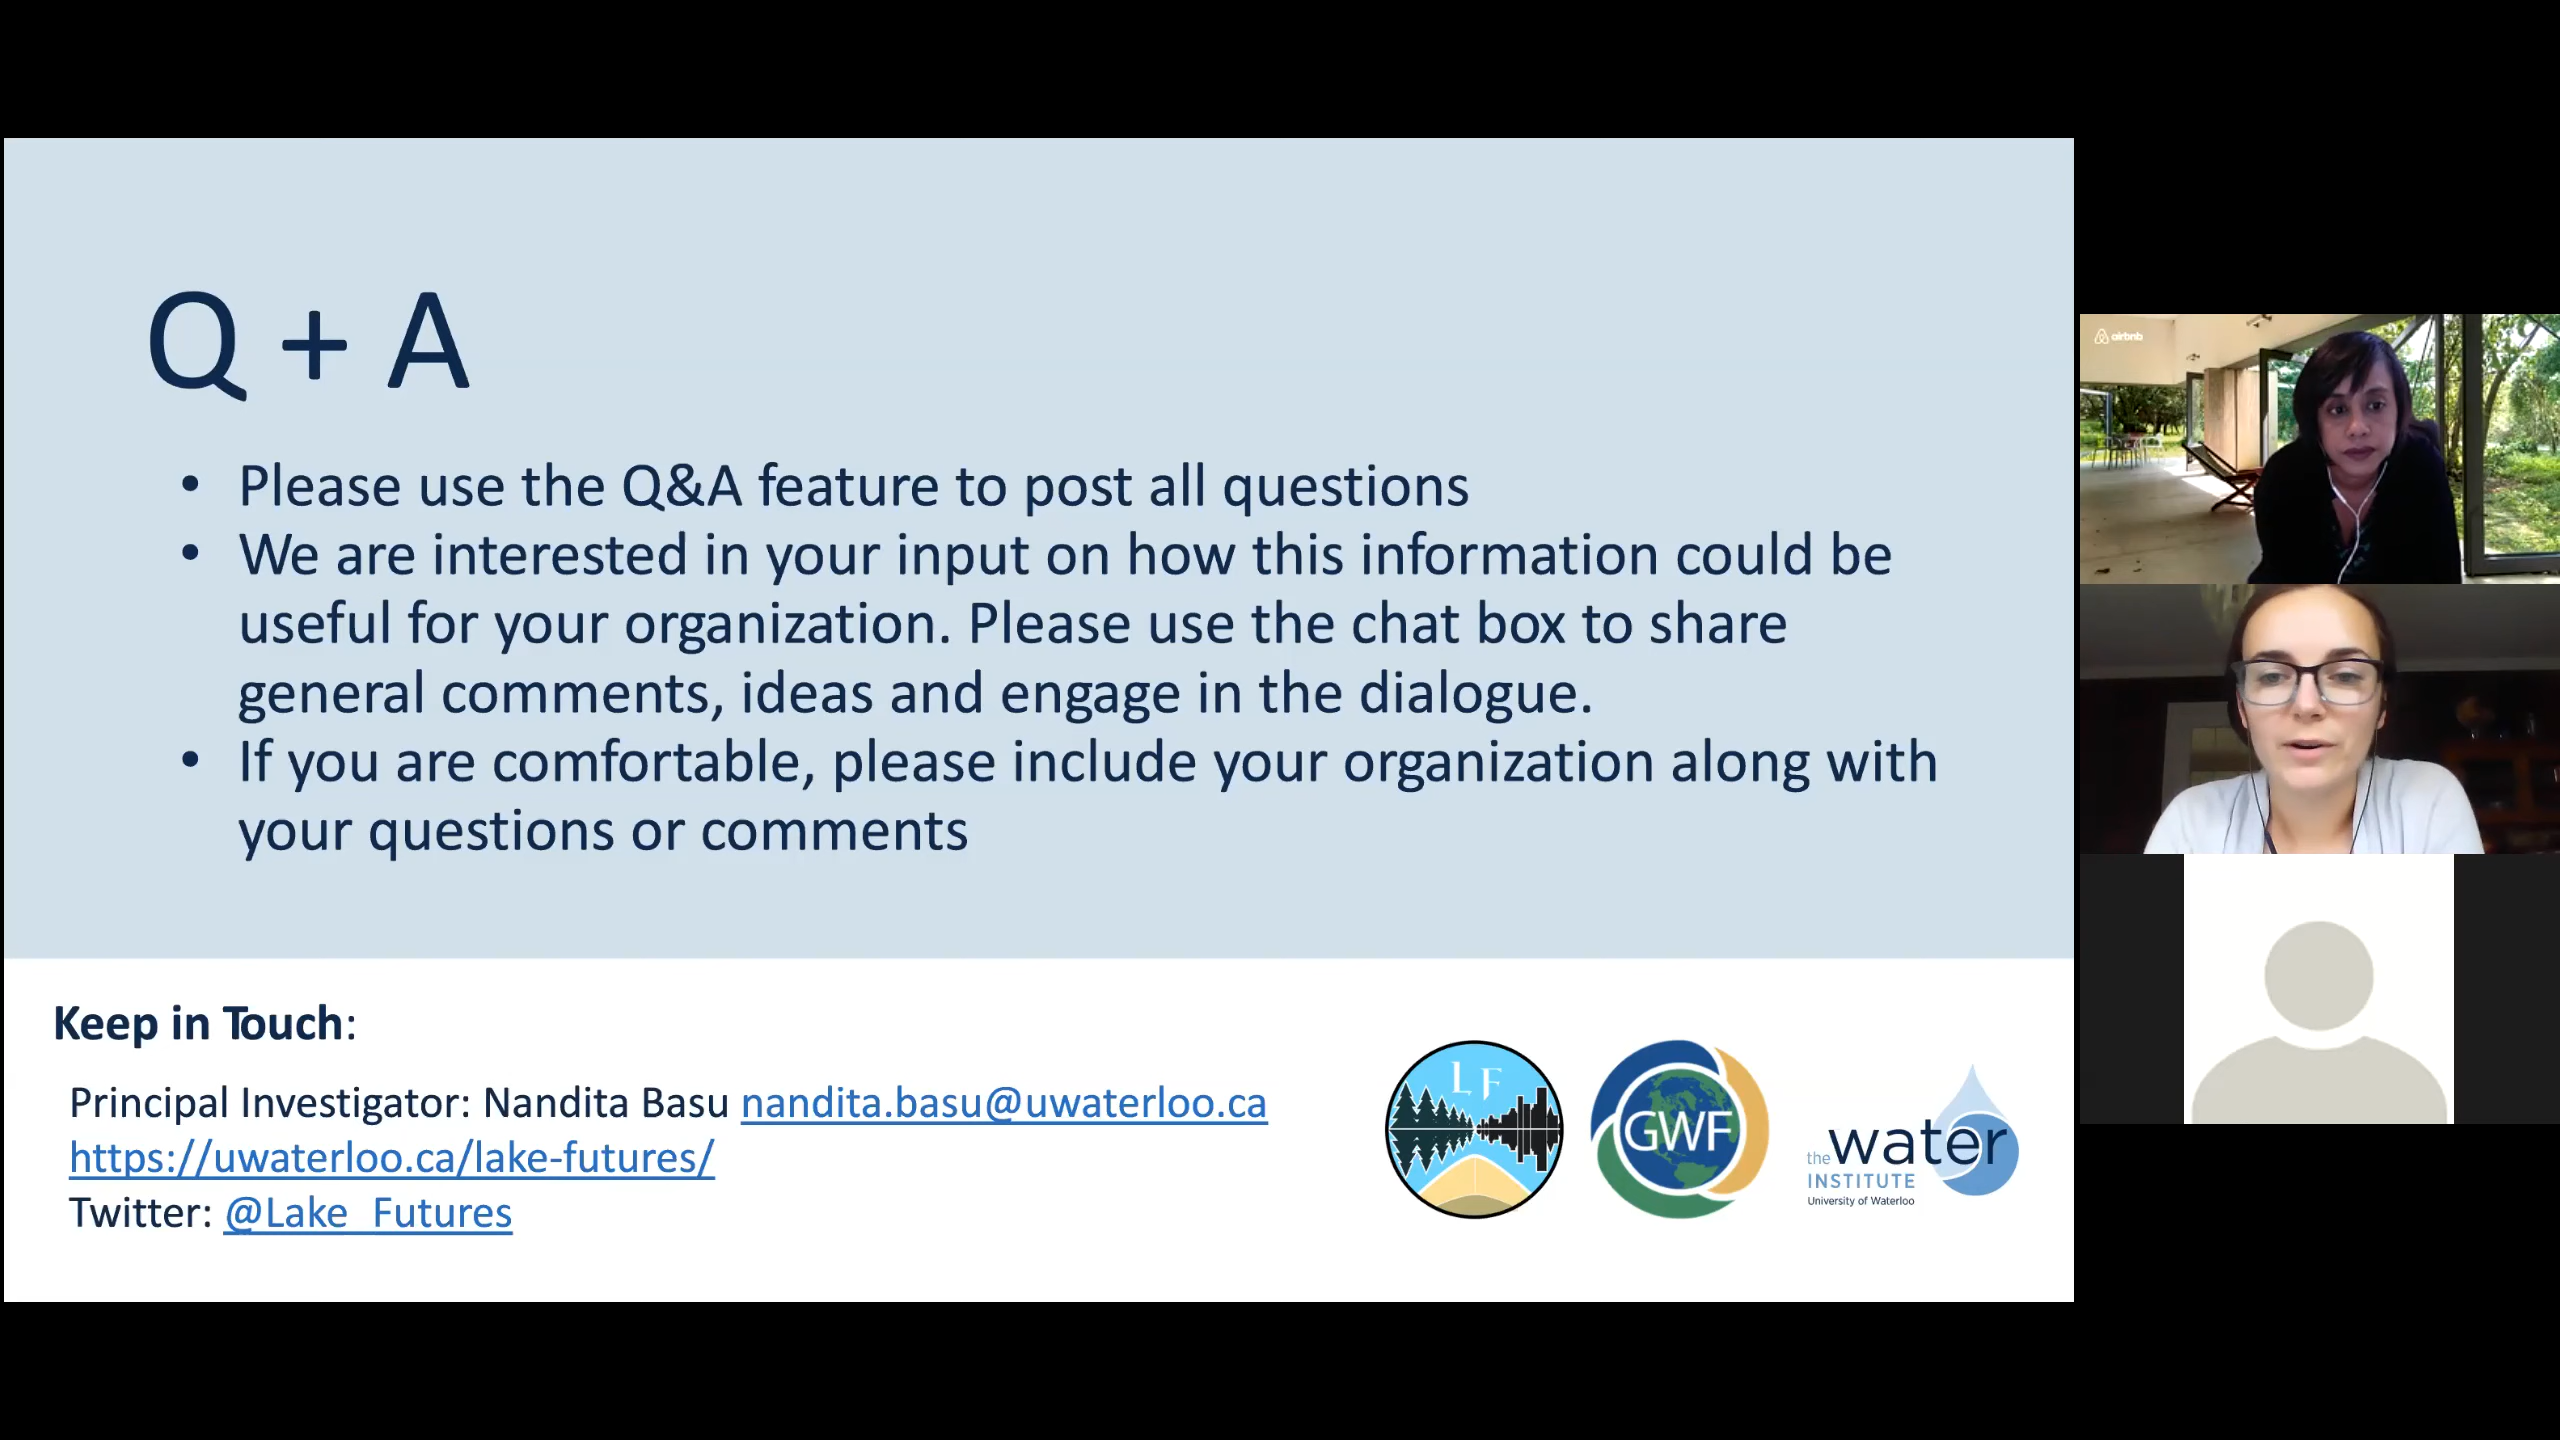 Q + A
• Please use the Q&A feature to post all questions
• We are interested in your input on how this information could be
useful for your organization. Please use the chat box to share
general comments, ideas and engage in the dialogue.
• If you are comfortable, please include your organization along with
your questions or comments
Keep in Touch:
Principal Investigator: Nandita Basu nandita.basu@uwaterloo.ca
https://uwaterloo.ca/lake-futures/
Twitter: @Lake_Futures
L F
GWF
the water
INSTITUTE
University of Waterloo
airbnb